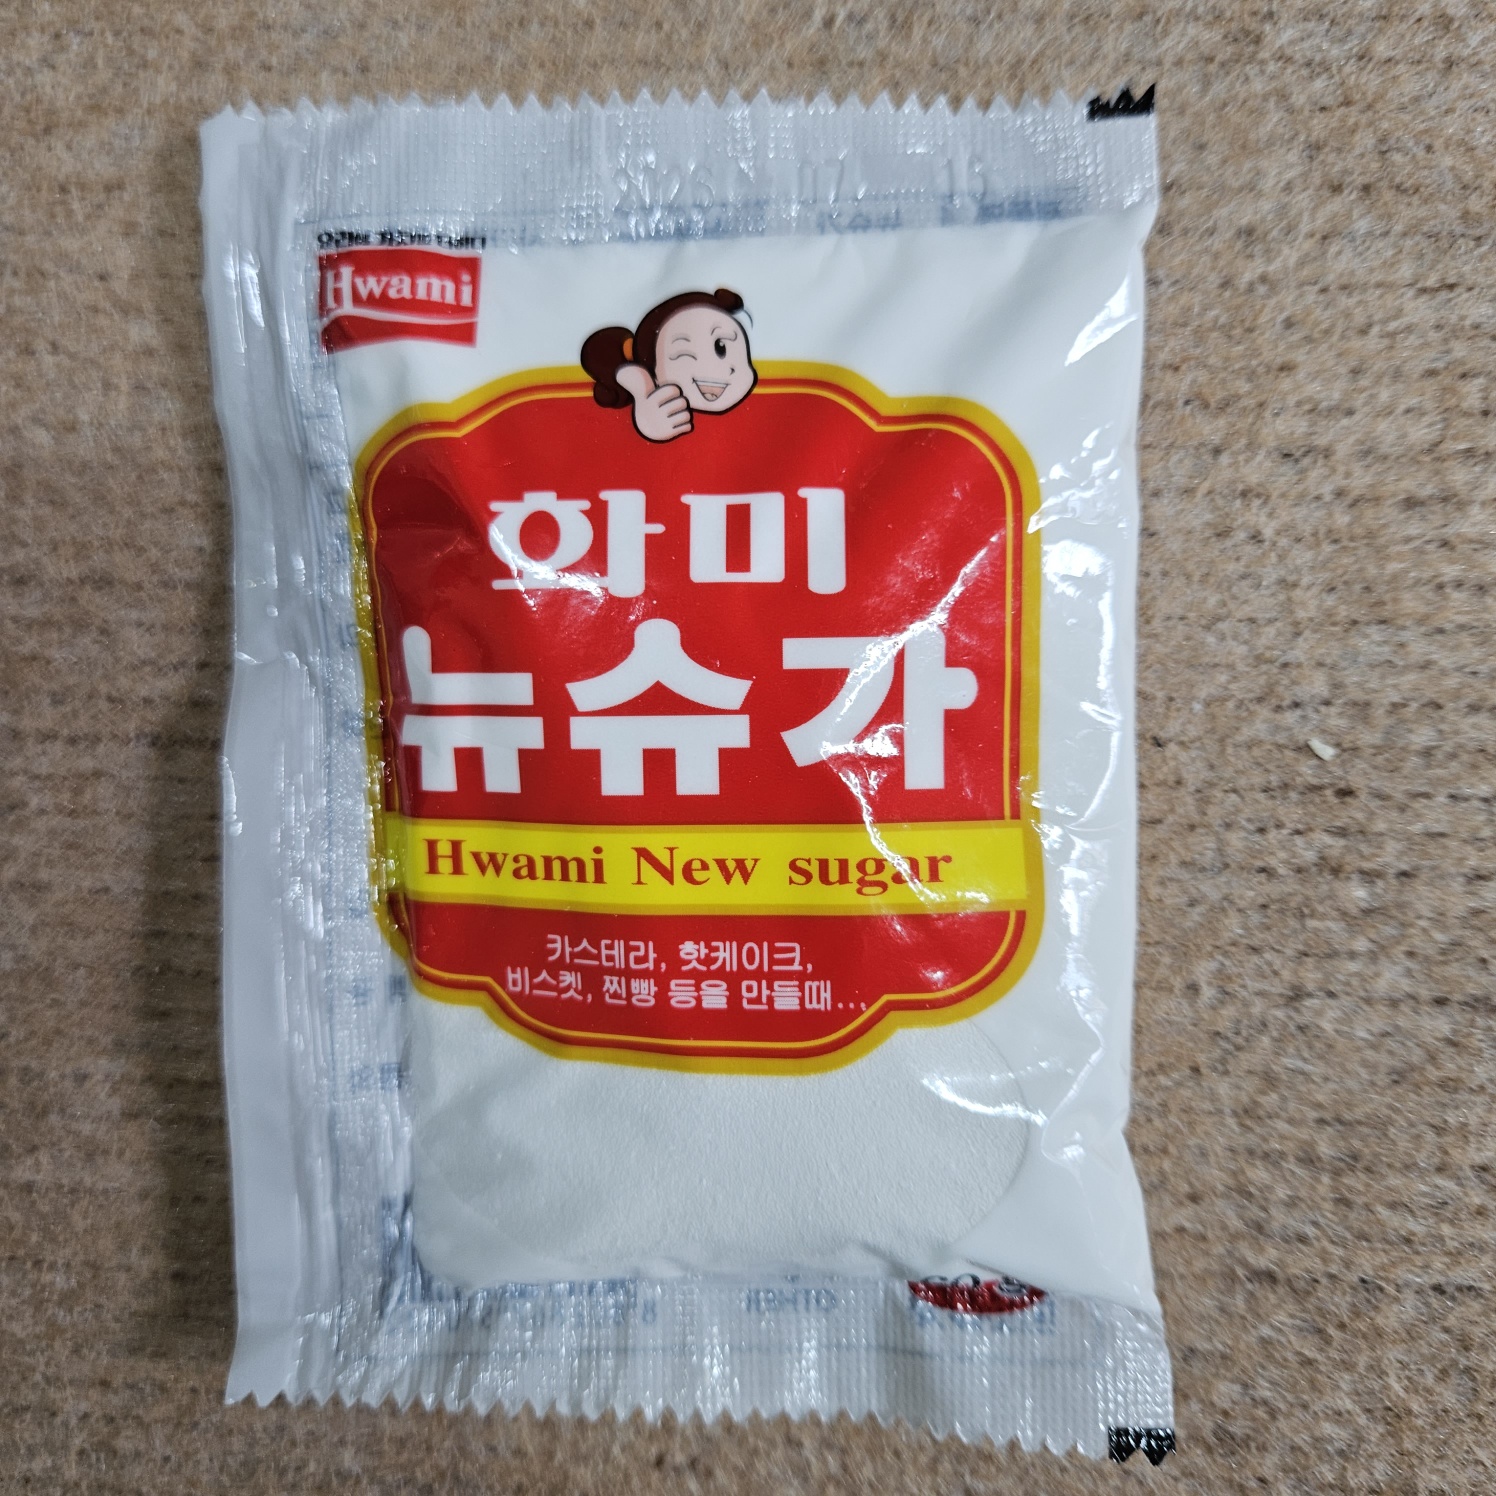 Hwami
화미
뉴슈가
Hwami New sugar
카스테라, 핫케이크,
비스켓, 찐빵 등을 만들때...